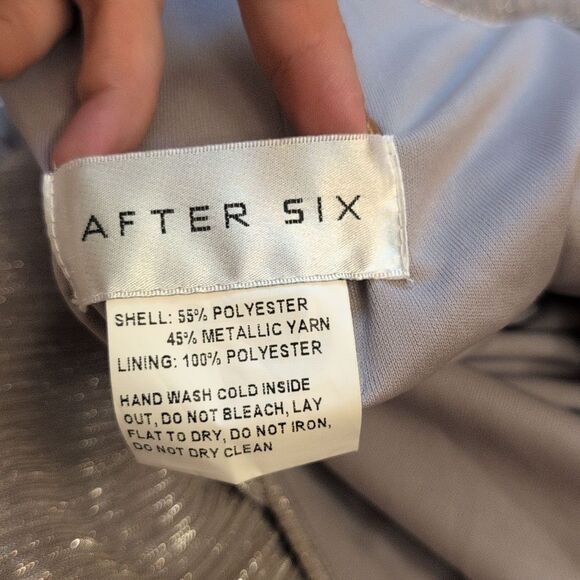 AFTER SIX
SHELL: 55% POLYESTER
45% METALLIC YARN
LINING: 100% POLYESTER
HAND WASH COLD INSIDE
OUT, DO NOT BLEACH, LAY
FLAT TO DRY, DO NOT IRON,
DO NOT DRY CLEAN